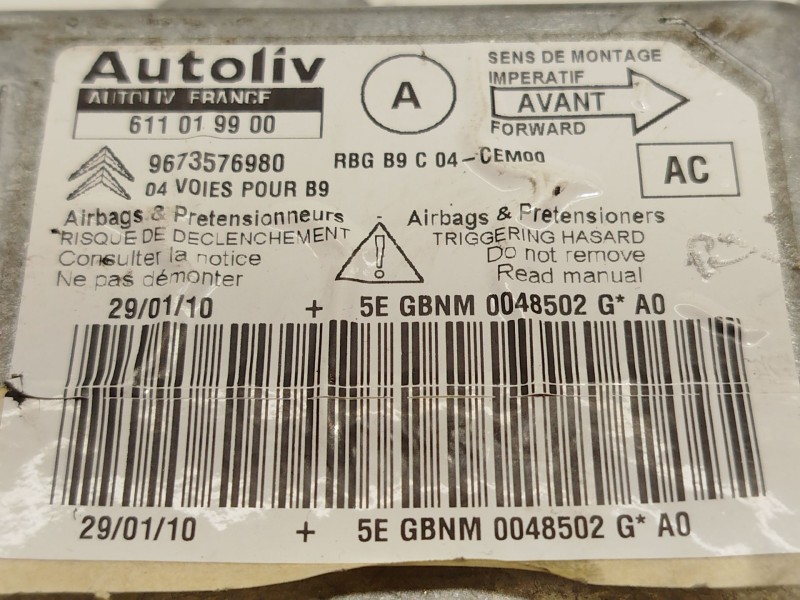 Autoliv
AUTOLIV FRANCE
611 01 99 00
A
SENS DE MONTAGE
IMPERATIF
AVANT
FORWARD
9673576980
RBG B9 C 04-CEM00
04 VOIES POUR B9
AC
Airbags & Pretensionneurs
RISQUE DE DECLENCHEMENT
Consulter la notice
Ne pas démonter
!
Airbags & Pretensioners
TRIGGERING HASARD
Do not remove
Read manual
29/01/10 + 5E GBNM 0048502 G* A0
29/01/10 + 5E GBNM 0048502 G* A0